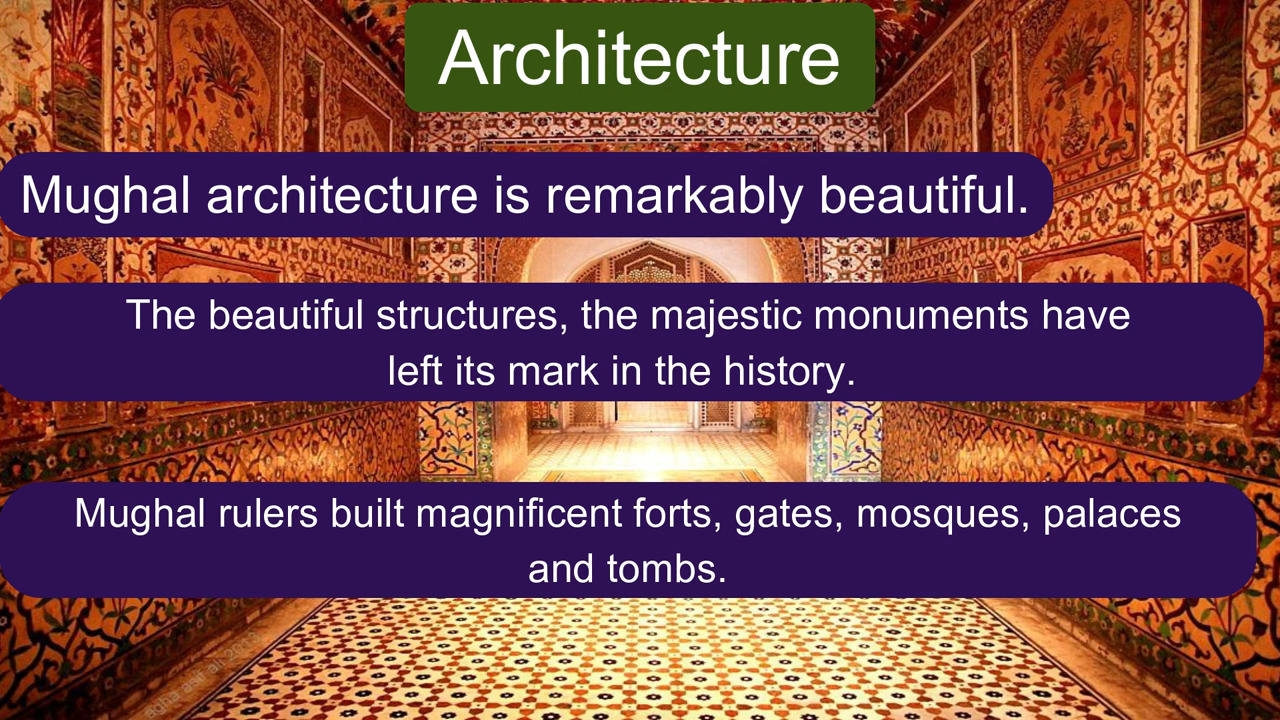 Architecture
Mughal architecture is remarkably beautiful.
The beautiful structures, the majestic monuments have
left its mark in the history.
Mughal rulers built magnificent forts, gates, mosques, palaces
and tombs.